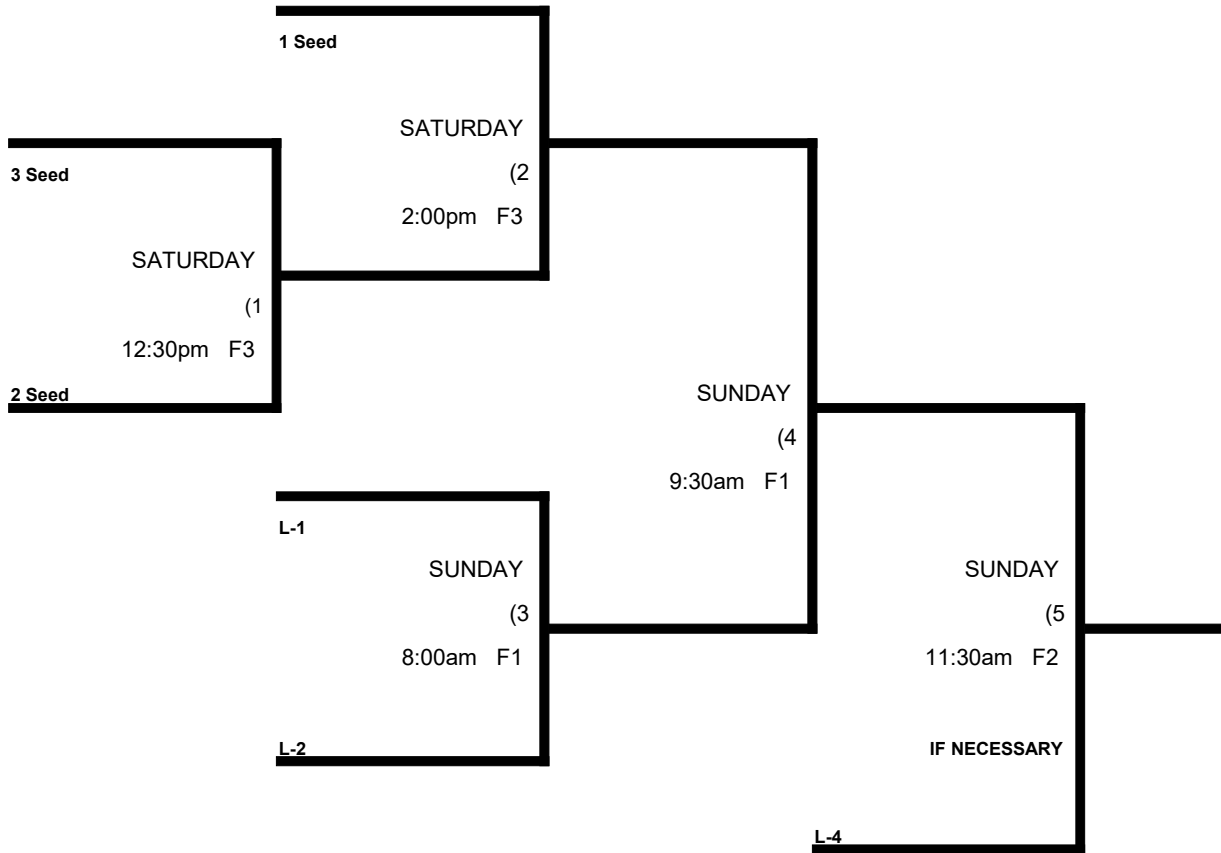 1 Seed
SATURDAY
(2
2:00pm F3
3 Seed
SATURDAY
(1
12:30pm F3
2 Seed
SUNDAY
(4
9:30am F1
L-1
SUNDAY
(3
8:00am F1
L-2
SUNDAY
(5
11:30am F2
IF NECESSARY
L-4